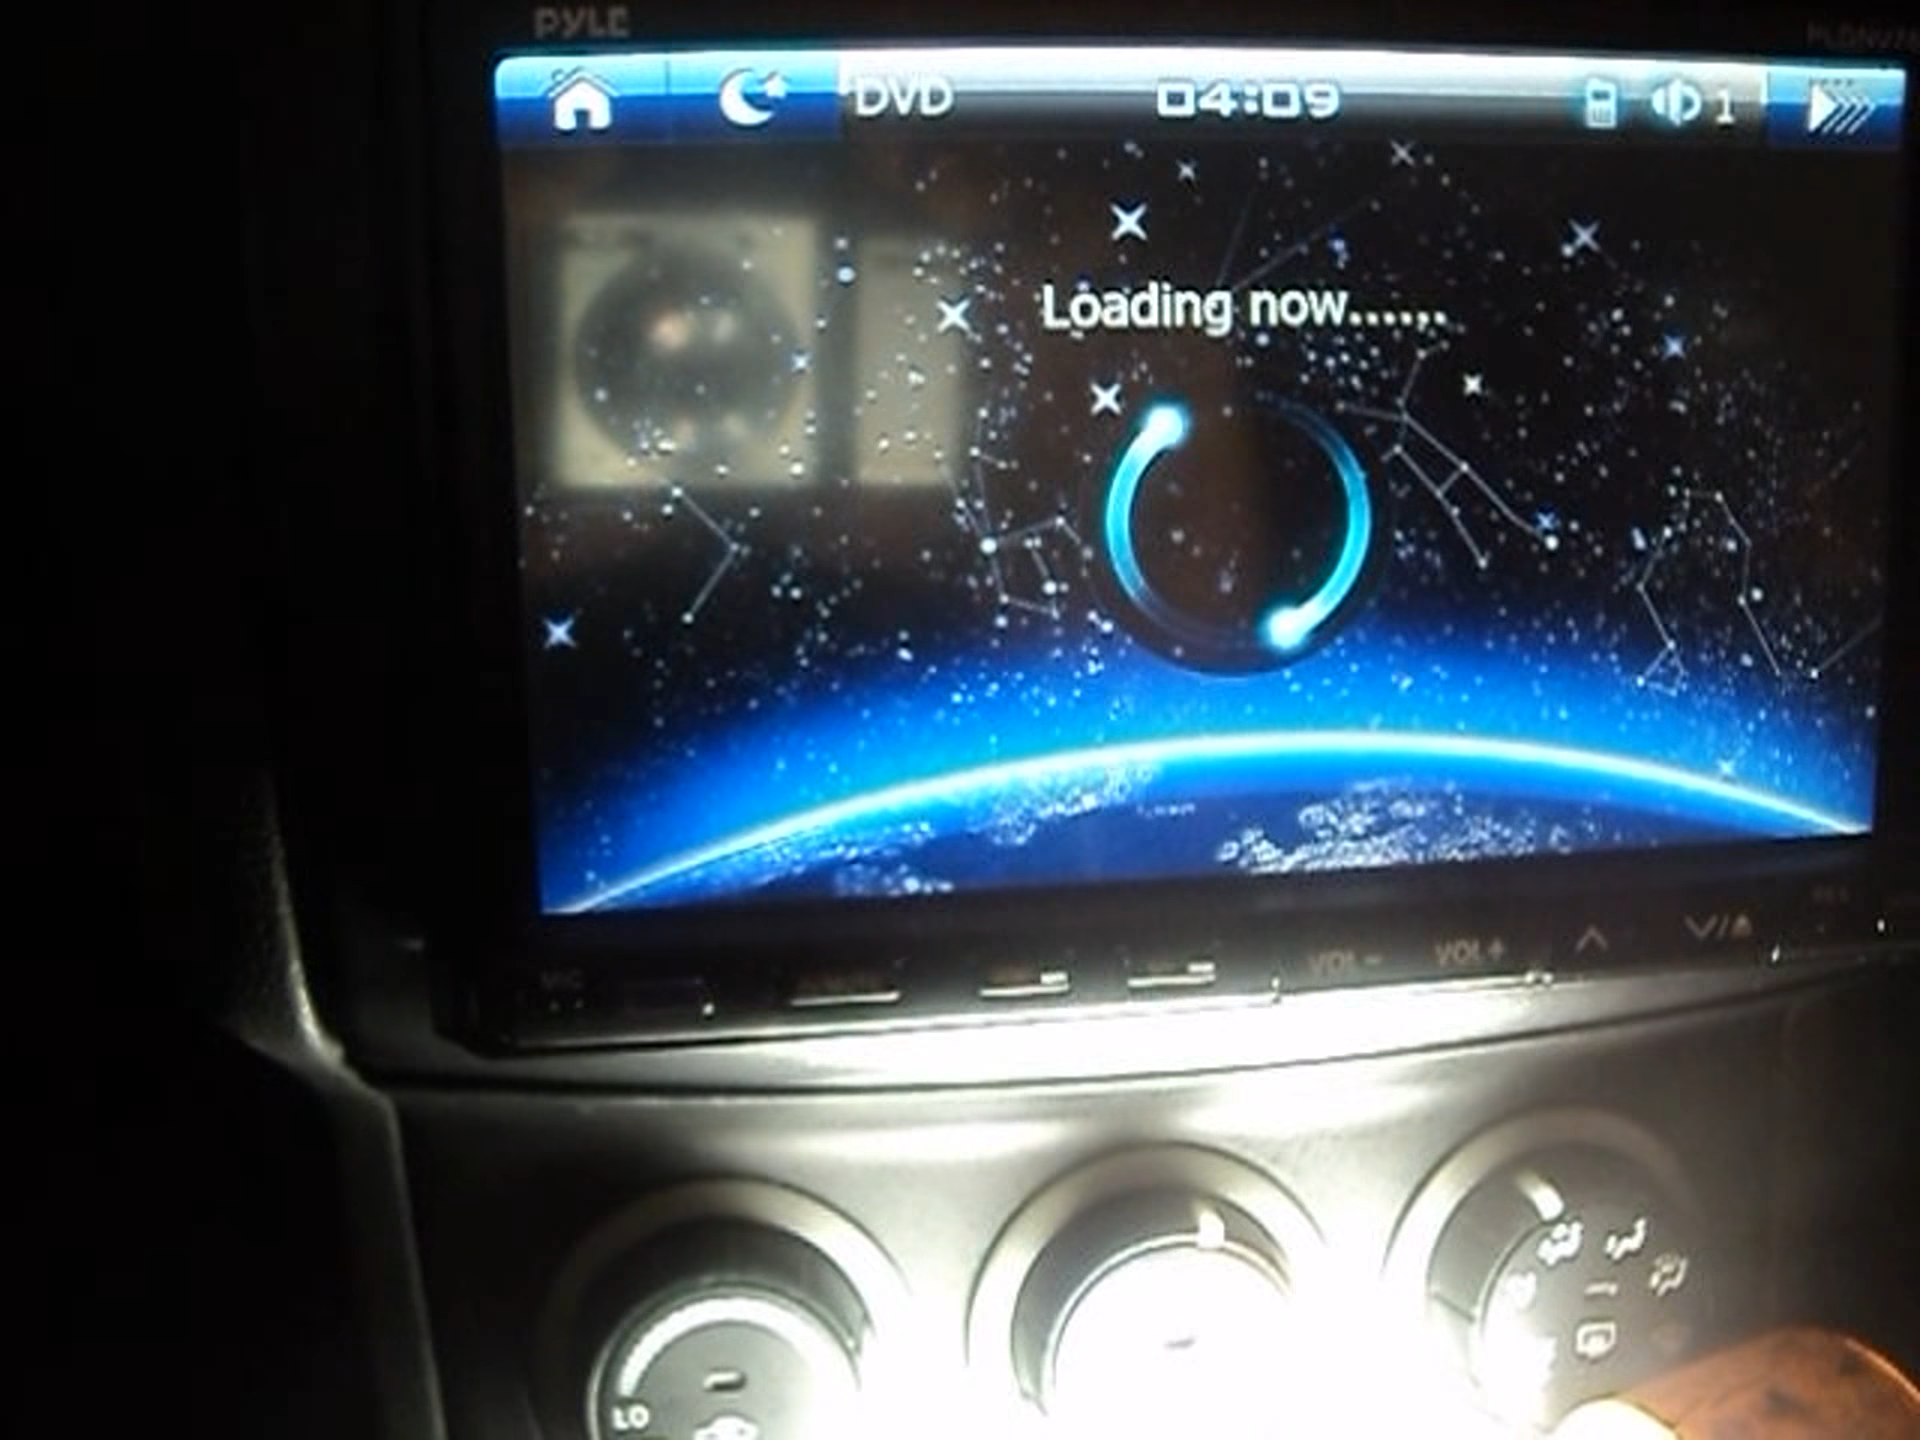 PYLE
DVD 04:09 1
Loading now......
VOL- VOL+
LO